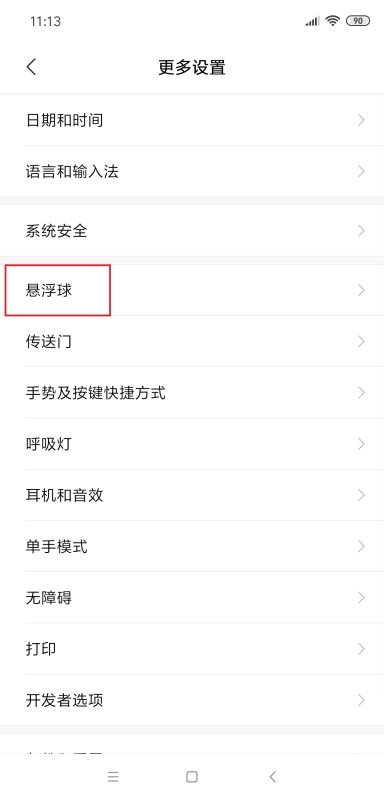 11:13
90
更多设置
日期和时间
语言和输入法
系统安全
悬浮球
传送门
手势及按键快捷方式
呼吸灯
耳机和音效
单手模式
无障碍
打印
开发者选项